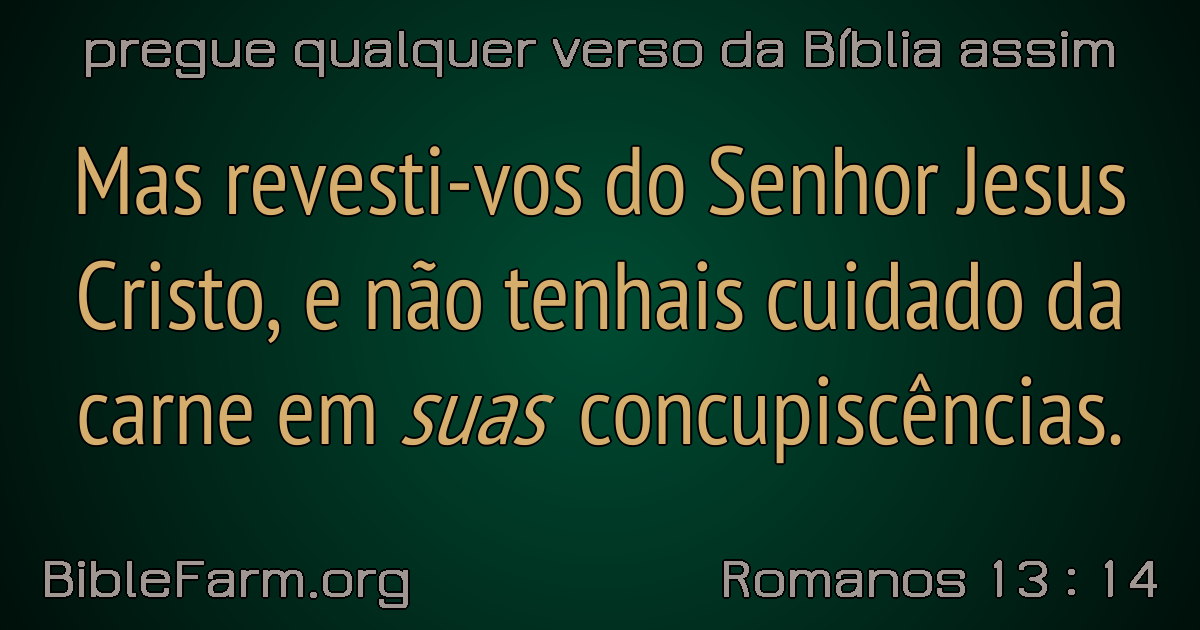 pregue qualquer verso da Bíblia assim
Mas revesti-vos do Senhor Jesus
Cristo, e não tenhais cuidado da
carne em suas concupiscências.
BibleFarm.org
Romanos 13 : 14